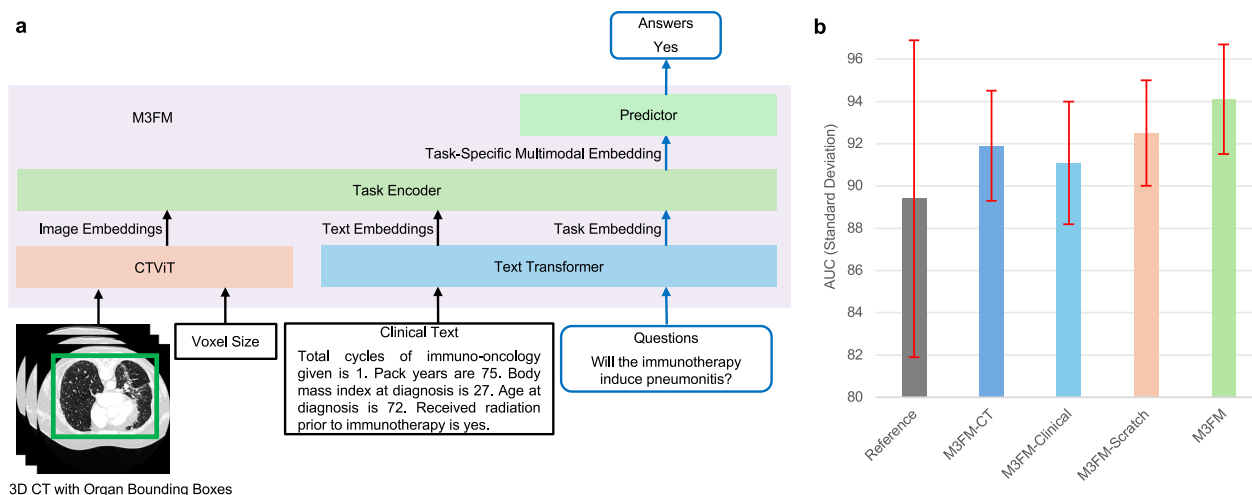 a
Answers
Yes
M3FM
Predictor
Task-Specific Multimodal Embedding
Task Encoder
Image Embeddings
Text Embeddings
Task Embedding
CTViT
Text Transformer
Voxel Size
Clinical Text
Total cycles of immuno-oncology
given is 1. Pack years are 75. Body
mass index at diagnosis is 27. Age at
diagnosis is 72. Received radiation
prior to immunotherapy is yes.
Questions
Will the immunotherapy
induce pneumonitis?
3D CT with Organ Bounding Boxes
b
AUC (Standard Deviation)
96
94
92
90
88
86
84
82
80
Reference
M3FM-CT
M3FM-Clinical
M3FM-Scratch
M3FM